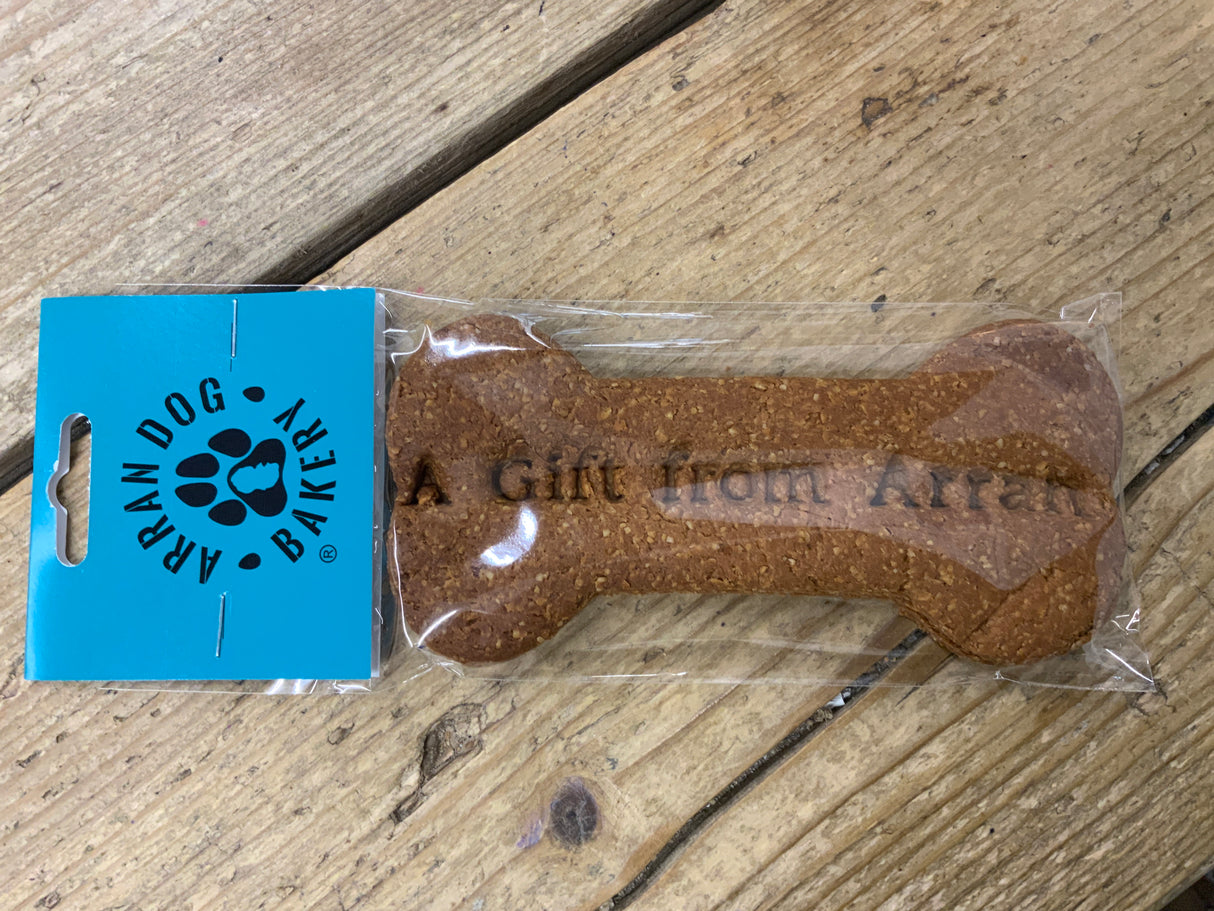 ARRAN DOG
BAKERY
®
A Gift from Arran